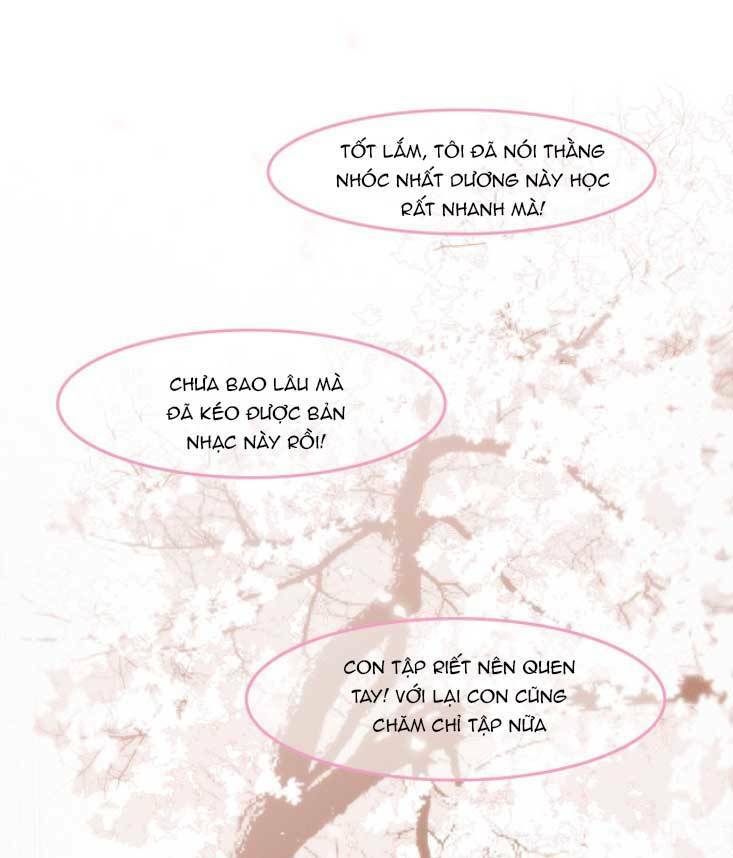 TỐT LẮM, TÔI ĐÃ NÓI THẰNG
NHÓC NHẤT DƯƠNG NÀY HỌC
RẤT NHANH MÀ!
CHƯA BAO LÂU MÀ
ĐÃ KÉO ĐƯỢC BẢN
NHẠC NÀY RỒI!
CON TẬP RIẾT NÊN QUEN
TAY! VỚI LẠI CON CŨNG
CHĂM CHỈ TẬP NỮA